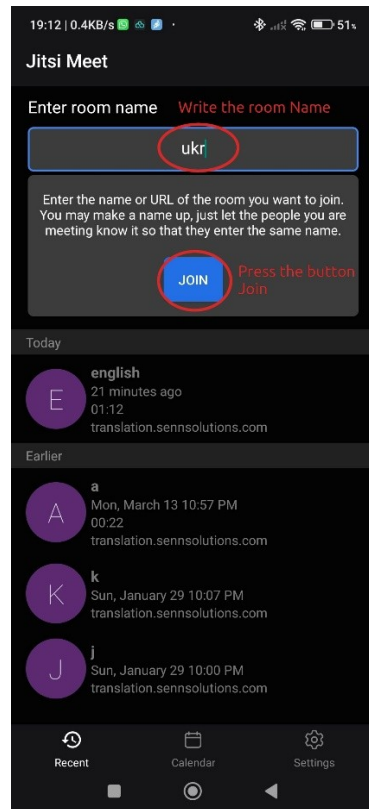 19:12 | 0.4KB/s
51%
Jitsi Meet
Enter room name Write the room Name
ukr
Enter the name or URL of the room you want to join.
You may make a name up, just let the people you are
meeting know it so that they enter the same name.
JOIN Press the button
Join
Today
E
english
21 minutes ago
01:12
translation.sennsolutions.com
Earlier
A
a
Mon, March 13 10:57 PM
00:22
translation.sennsolutions.com
K
k
Sun, January 29 10:07 PM
translation.sennsolutions.com
J
j
Sun, January 29 10:00 PM
translation.sennsolutions.com
Recent Calendar Settings